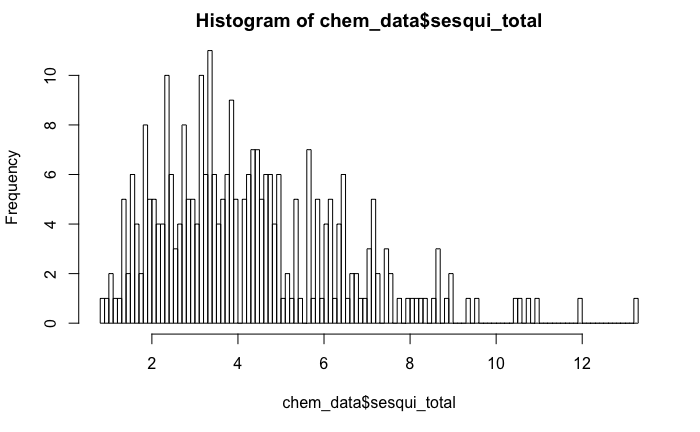 Histogram of chem_data$sesqui_total
Frequency
10
8
6
4
2
0
2 4 6 8 10 12
chem_data$sesqui_total